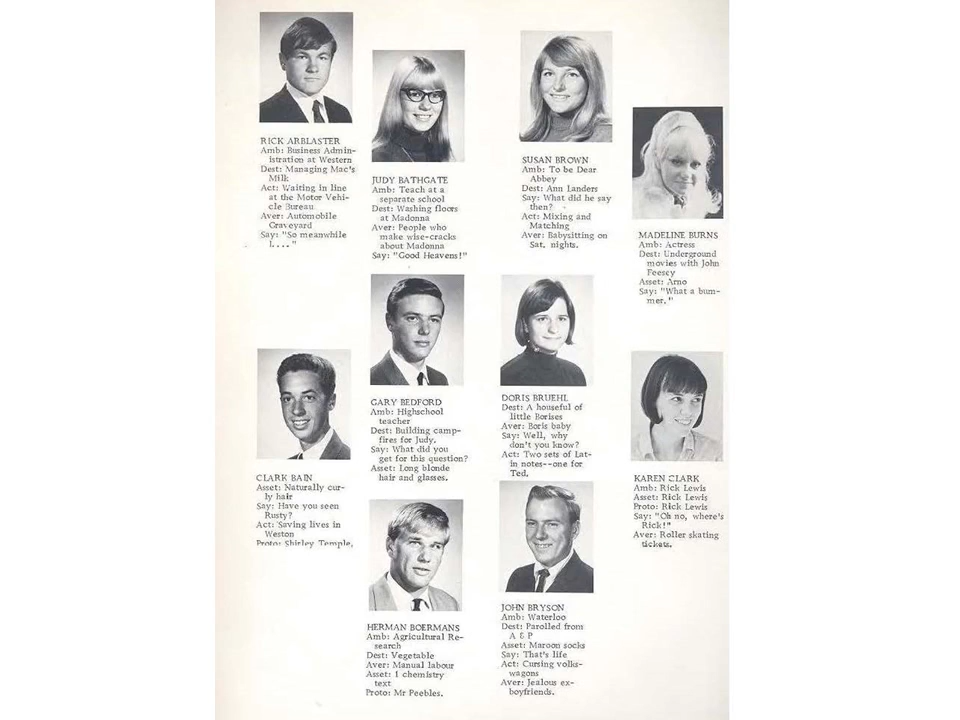 RICK ARBLASTER
Amb: Business Admin-
istration at Western
Dest: Managing Mac's
Milk
Act: Waiting in line
at the Motor Vehi-
cle Bureau
Aver: Automobile
Graveyard
Say: "So meanwhile
I...."
JUDY BATHGATE
Amb: Teach at a
separate school
Dest: Washing floors
at Madonna
Aver: People who
make wise-cracks
about Madonna
Say: "Good Heavens!"
SUSAN BROWN
Amb: To be Dear
Abbey
Dest: Ann Landers
Say: What did he say
then?
Act: Mixing and
Matching
Aver: Babysitting on
Sat. nights.
MADELINE BURNS
Amb: Actress
Dest: Underground
movies with John
Feesey
Asset: Arno
Say: "What a bum-
mer."
CLARK BAIN
Asset: Naturally cur-
ly hair
Say: Have you seen
Rusty?
Act: Saving lives in
Weston
Proto: Shirley Temple.
GARY BEDFORD
Amb: Highschool
teacher
Dest: Building camp-
fires for Judy.
Say: What did you
get for this question?
Asset: Long blonde
hair and glasses.
DORIS BRUEHL
Dest: A houseful of
little Borises
Aver: Boris baby
Say: Well, why
don't you know?
Act: Two sets of Lat-
in notes--one for
Ted.
KAREN CLARK
Amb: Rick Lewis
Asset: Rick Lewis
Proto: Rick Lewis
Say: "Oh no, where's
Rick!"
Aver: Roller skating
tickets.
HERMAN BOERMANS
Amb: Agricultural Re-
search
Dest: Vegetable
Aver: Manual labour
Asset: 1 chemistry
text
Proto: Mr Peebles.
JOHN BRYSON
Amb: Waterloo
Dest: Parolled from
A & P
Asset: Maroon socks
Say: That's life
Act: Cursing volks-
wagons
Aver: Jealous ex-
boyfriends.